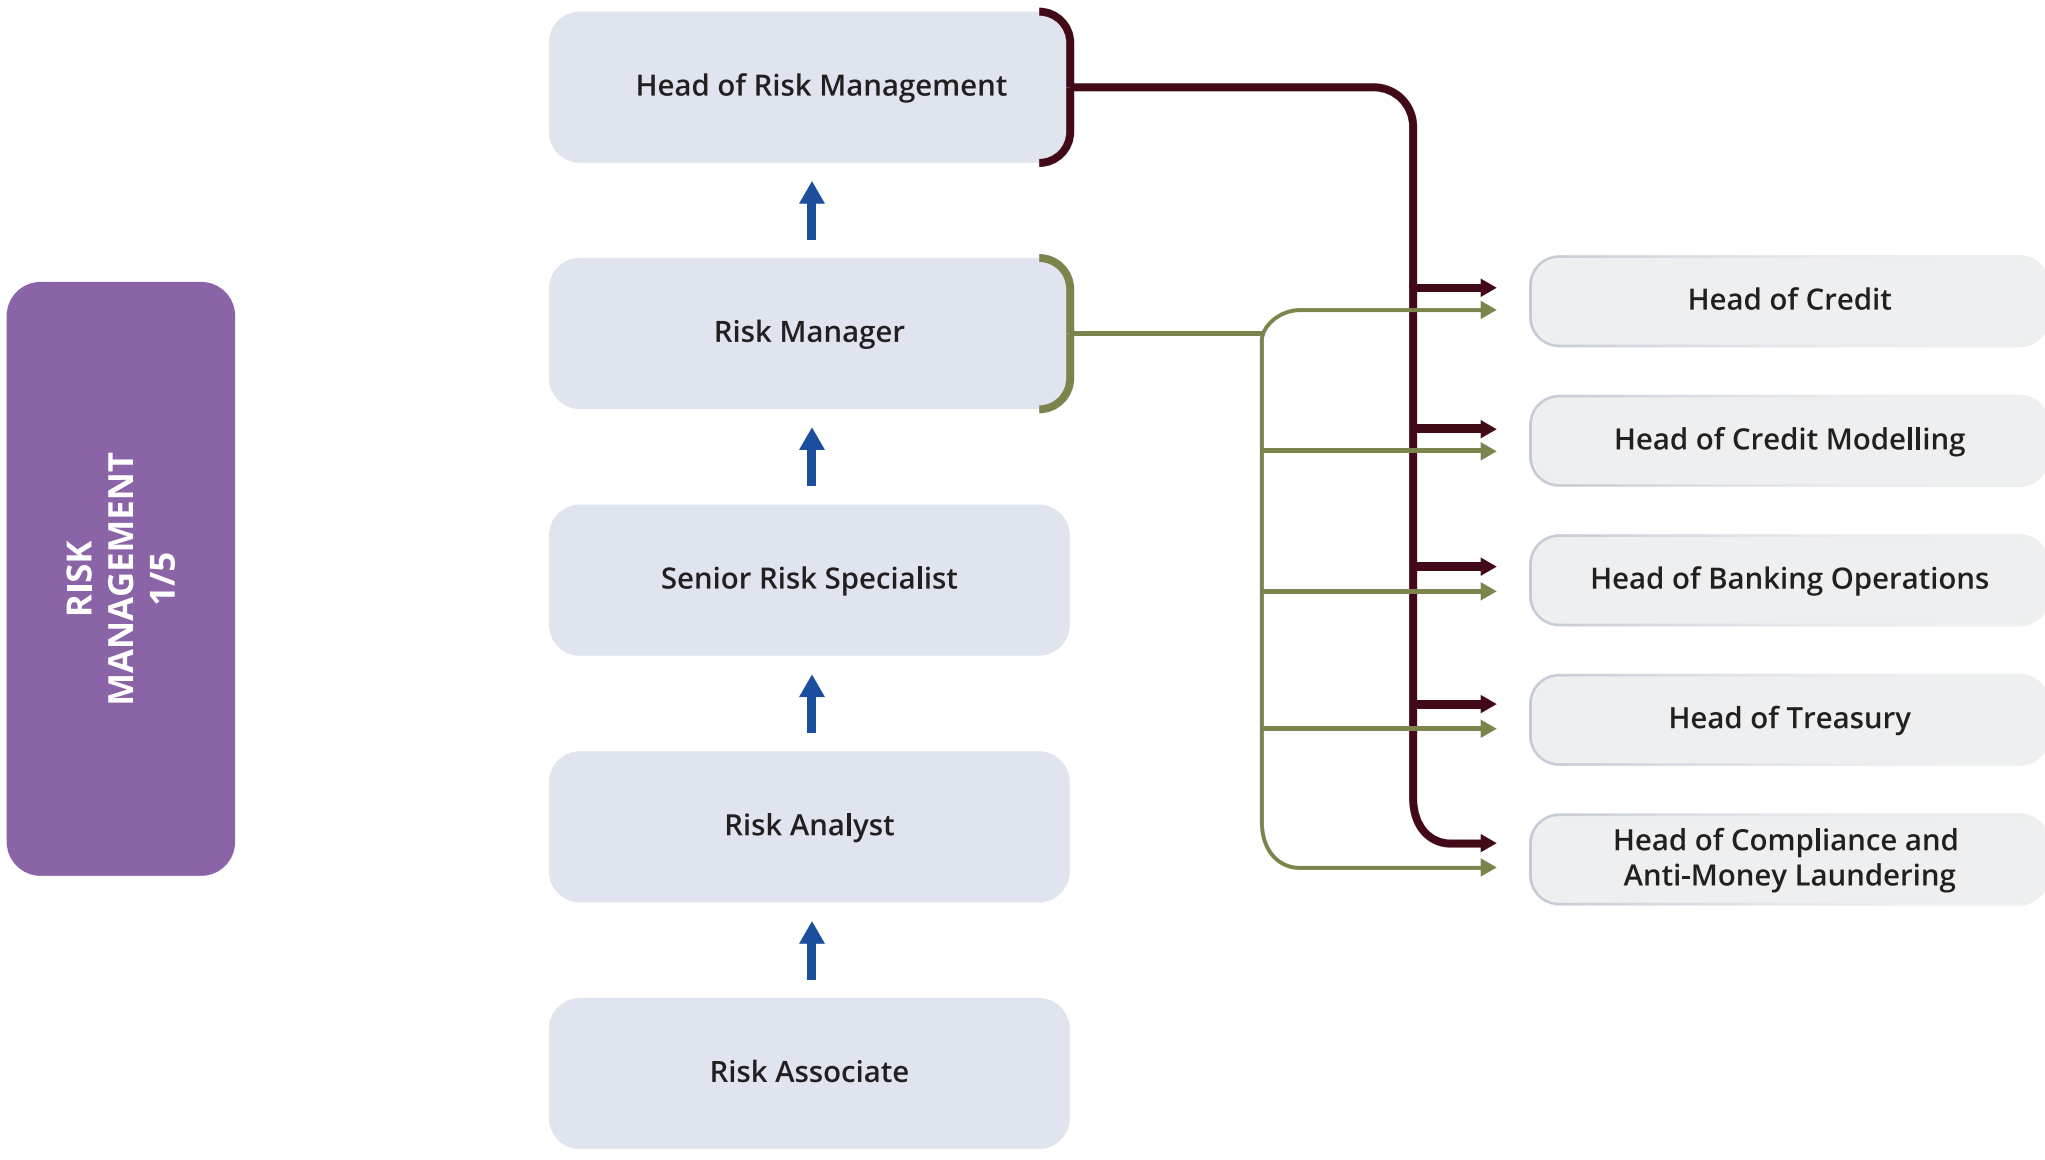 RISK
MANAGEMENT
1/5
Head of Risk Management
Risk Manager
Senior Risk Specialist
Risk Analyst
Risk Associate
Head of Credit
Head of Credit Modelling
Head of Banking Operations
Head of Treasury
Head of Compliance and
Anti-Money Laundering